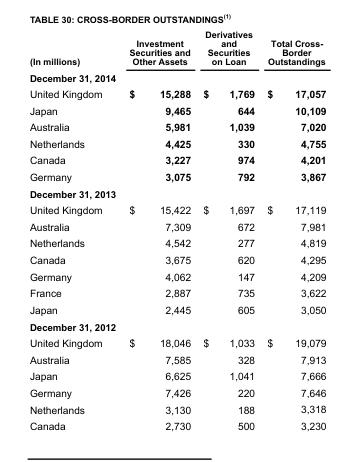 TABLE 30: CROSS-BORDER OUTSTANDINGS(1)
(In millions) Investment Securities and Other Assets Derivatives and Securities on Loan Total Cross-Border Outstandings
December 31, 2014
United Kingdom $ 15,288 $ 1,769 $ 17,057
Japan 9,465 644 10,109
Australia 5,981 1,039 7,020
Netherlands 4,425 330 4,755
Canada 3,227 974 4,201
Germany 3,075 792 3,867
December 31, 2013
United Kingdom $ 15,422 $ 1,697 $ 17,119
Australia 7,309 672 7,981
Netherlands 4,542 277 4,819
Canada 3,675 620 4,295
Germany 4,062 147 4,209
France 2,887 735 3,622
Japan 2,445 605 3,050
December 31, 2012
United Kingdom $ 18,046 $ 1,033 $ 19,079
Australia 7,585 328 7,913
Japan 6,625 1,041 7,666
Germany 7,426 220 7,646
Netherlands 3,130 188 3,318
Canada 2,730 500 3,230